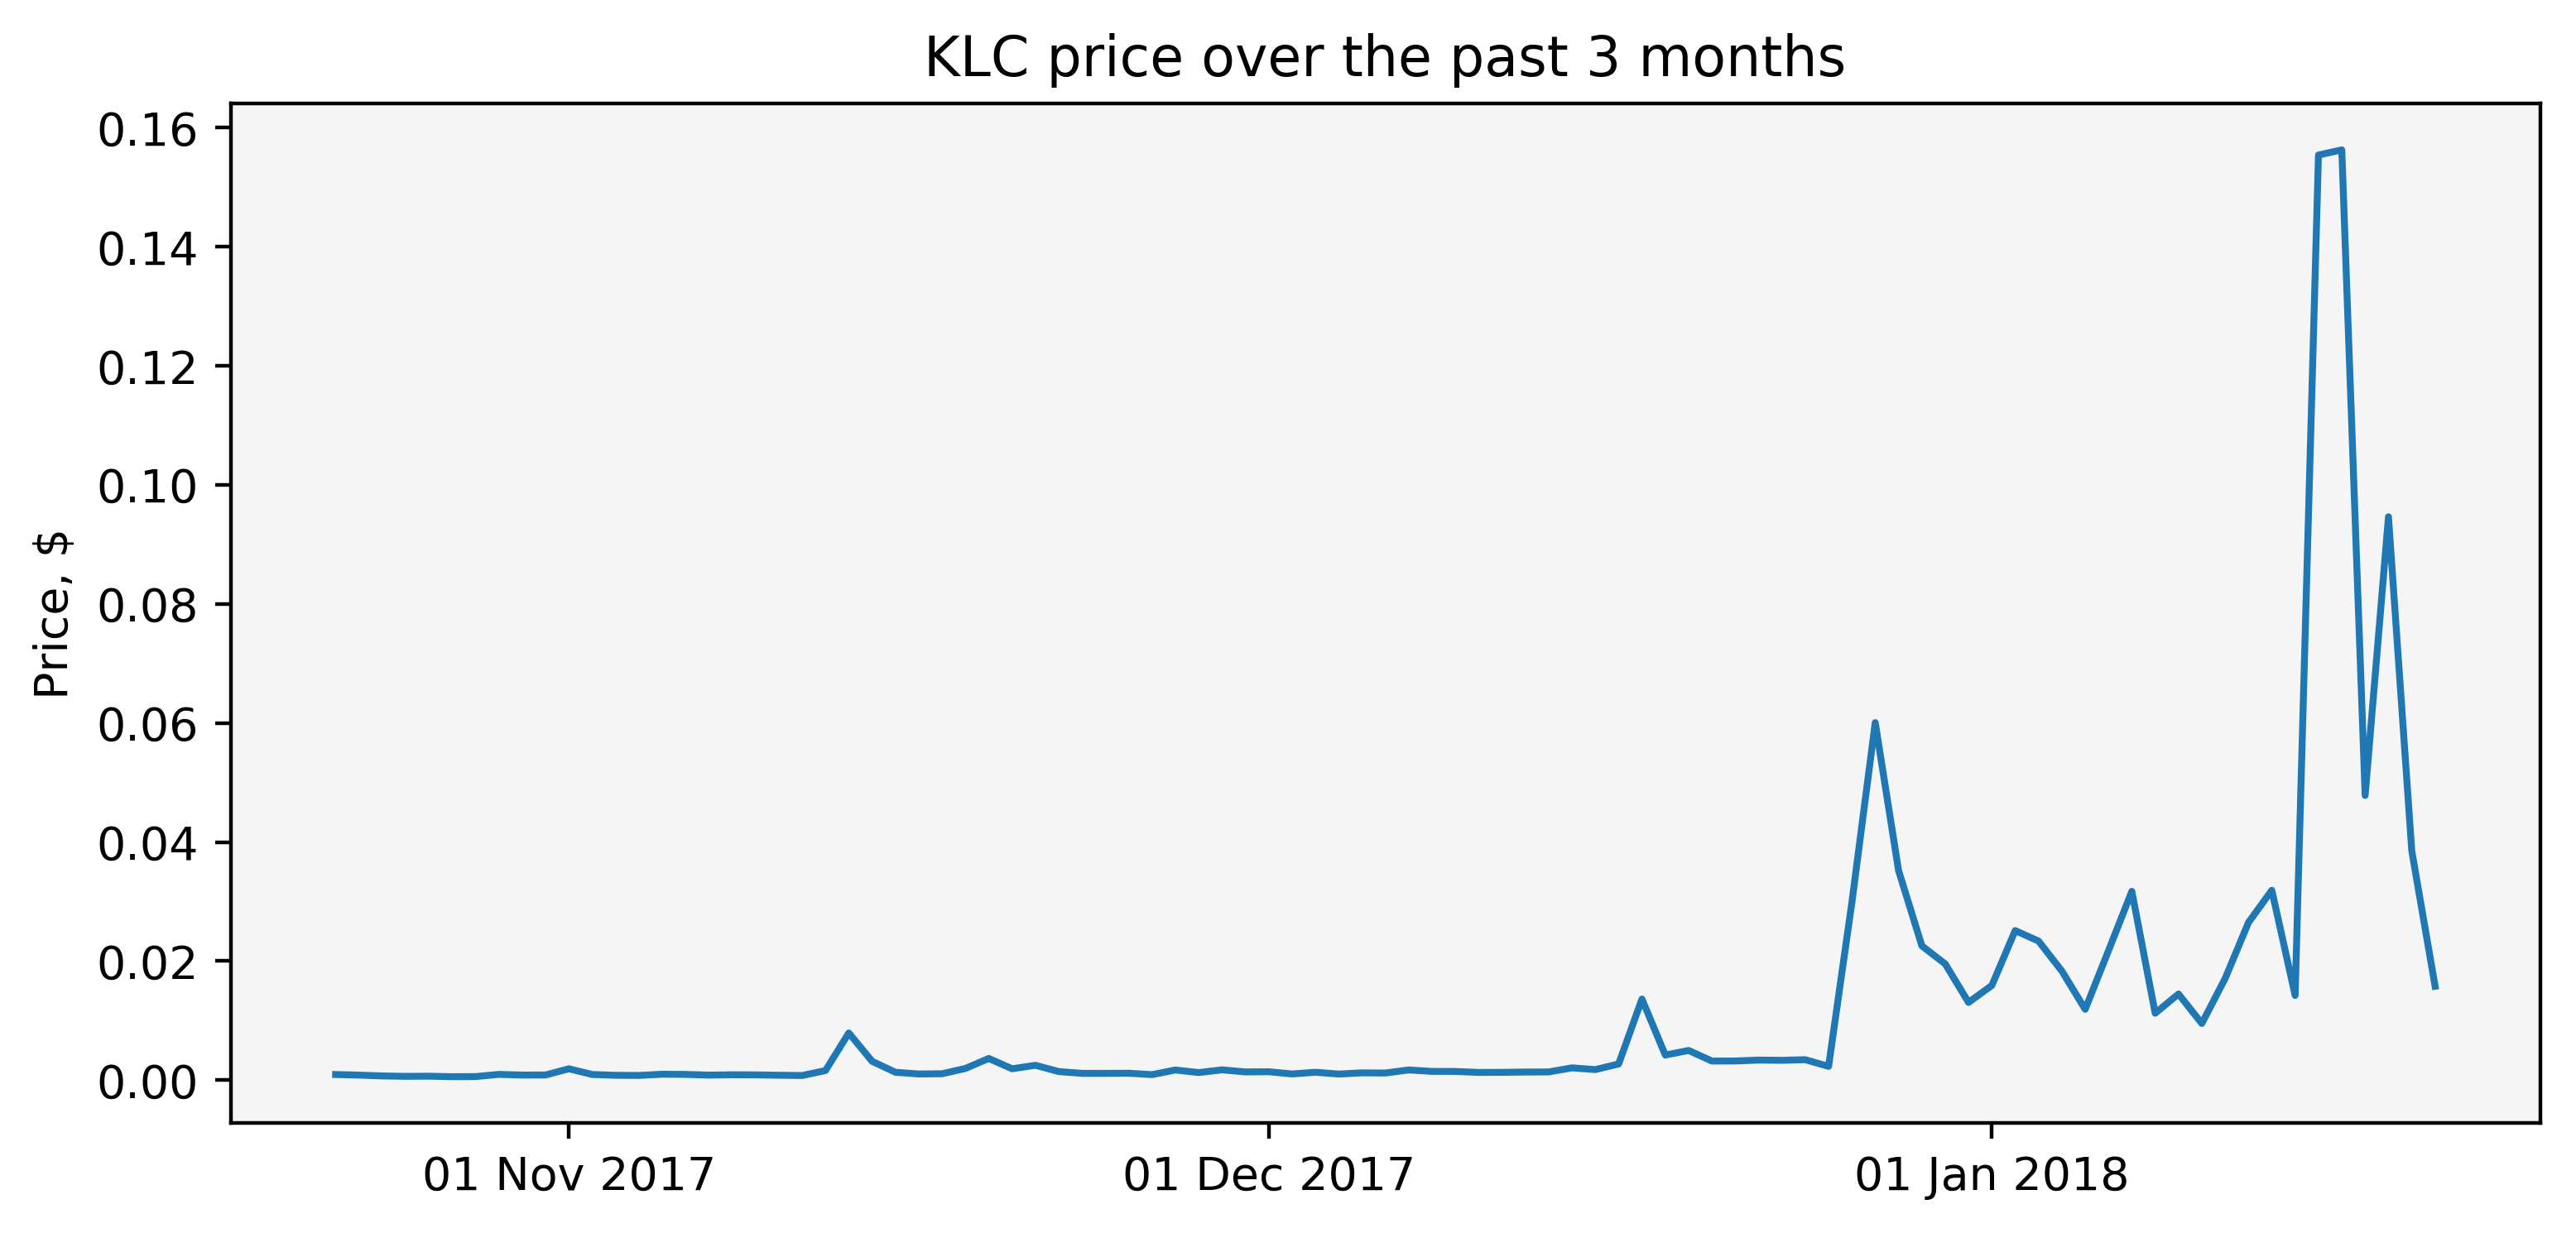 KLC price over the past 3 months
Price, $
0.16
0.14
0.12
0.10
0.08
0.06
0.04
0.02
0.00
01 Nov 2017
01 Dec 2017
01 Jan 2018